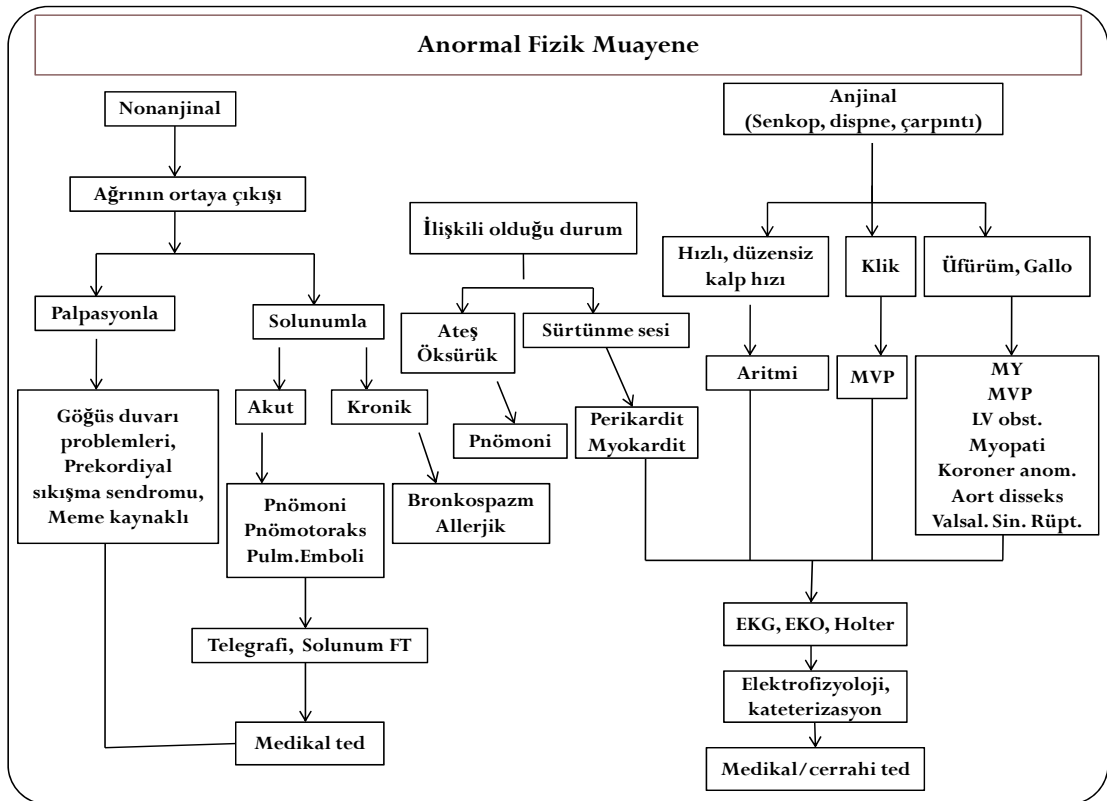 Anormal Fizik Muayene
Nonanjinal
Ağrının ortaya çıkışı
Palpasyonla
Solunumla
Göğüs duvarı
problemleri,
Prekordiyal
sıkışma sendromu,
Meme kaynaklı
Akut
Kronik
Pnömoni
Pnömotoraks
Pulm.Emboli
Bronkospazm
Allerjik
Telegrafi, Solunum FT
Medikal ted
İlişkili olduğu durum
Ateş
Öksürük
Sürtünme sesi
Pnömoni
Perikardit
Myokardit
Anjinal
(Senkop, dispne, çarpıntı)
Hızlı, düzensiz
kalp hızı
Klik
Üfürüm, Gallo
Aritmi
MVP
MY
MVP
LV obst.
Myopati
Koroner anom.
Aort disseks
Valsal. Sin. Rüpt.
EKG, EKO, Holter
Elektrofizyoloji,
kateterizasyon
Medikal/cerrahi ted